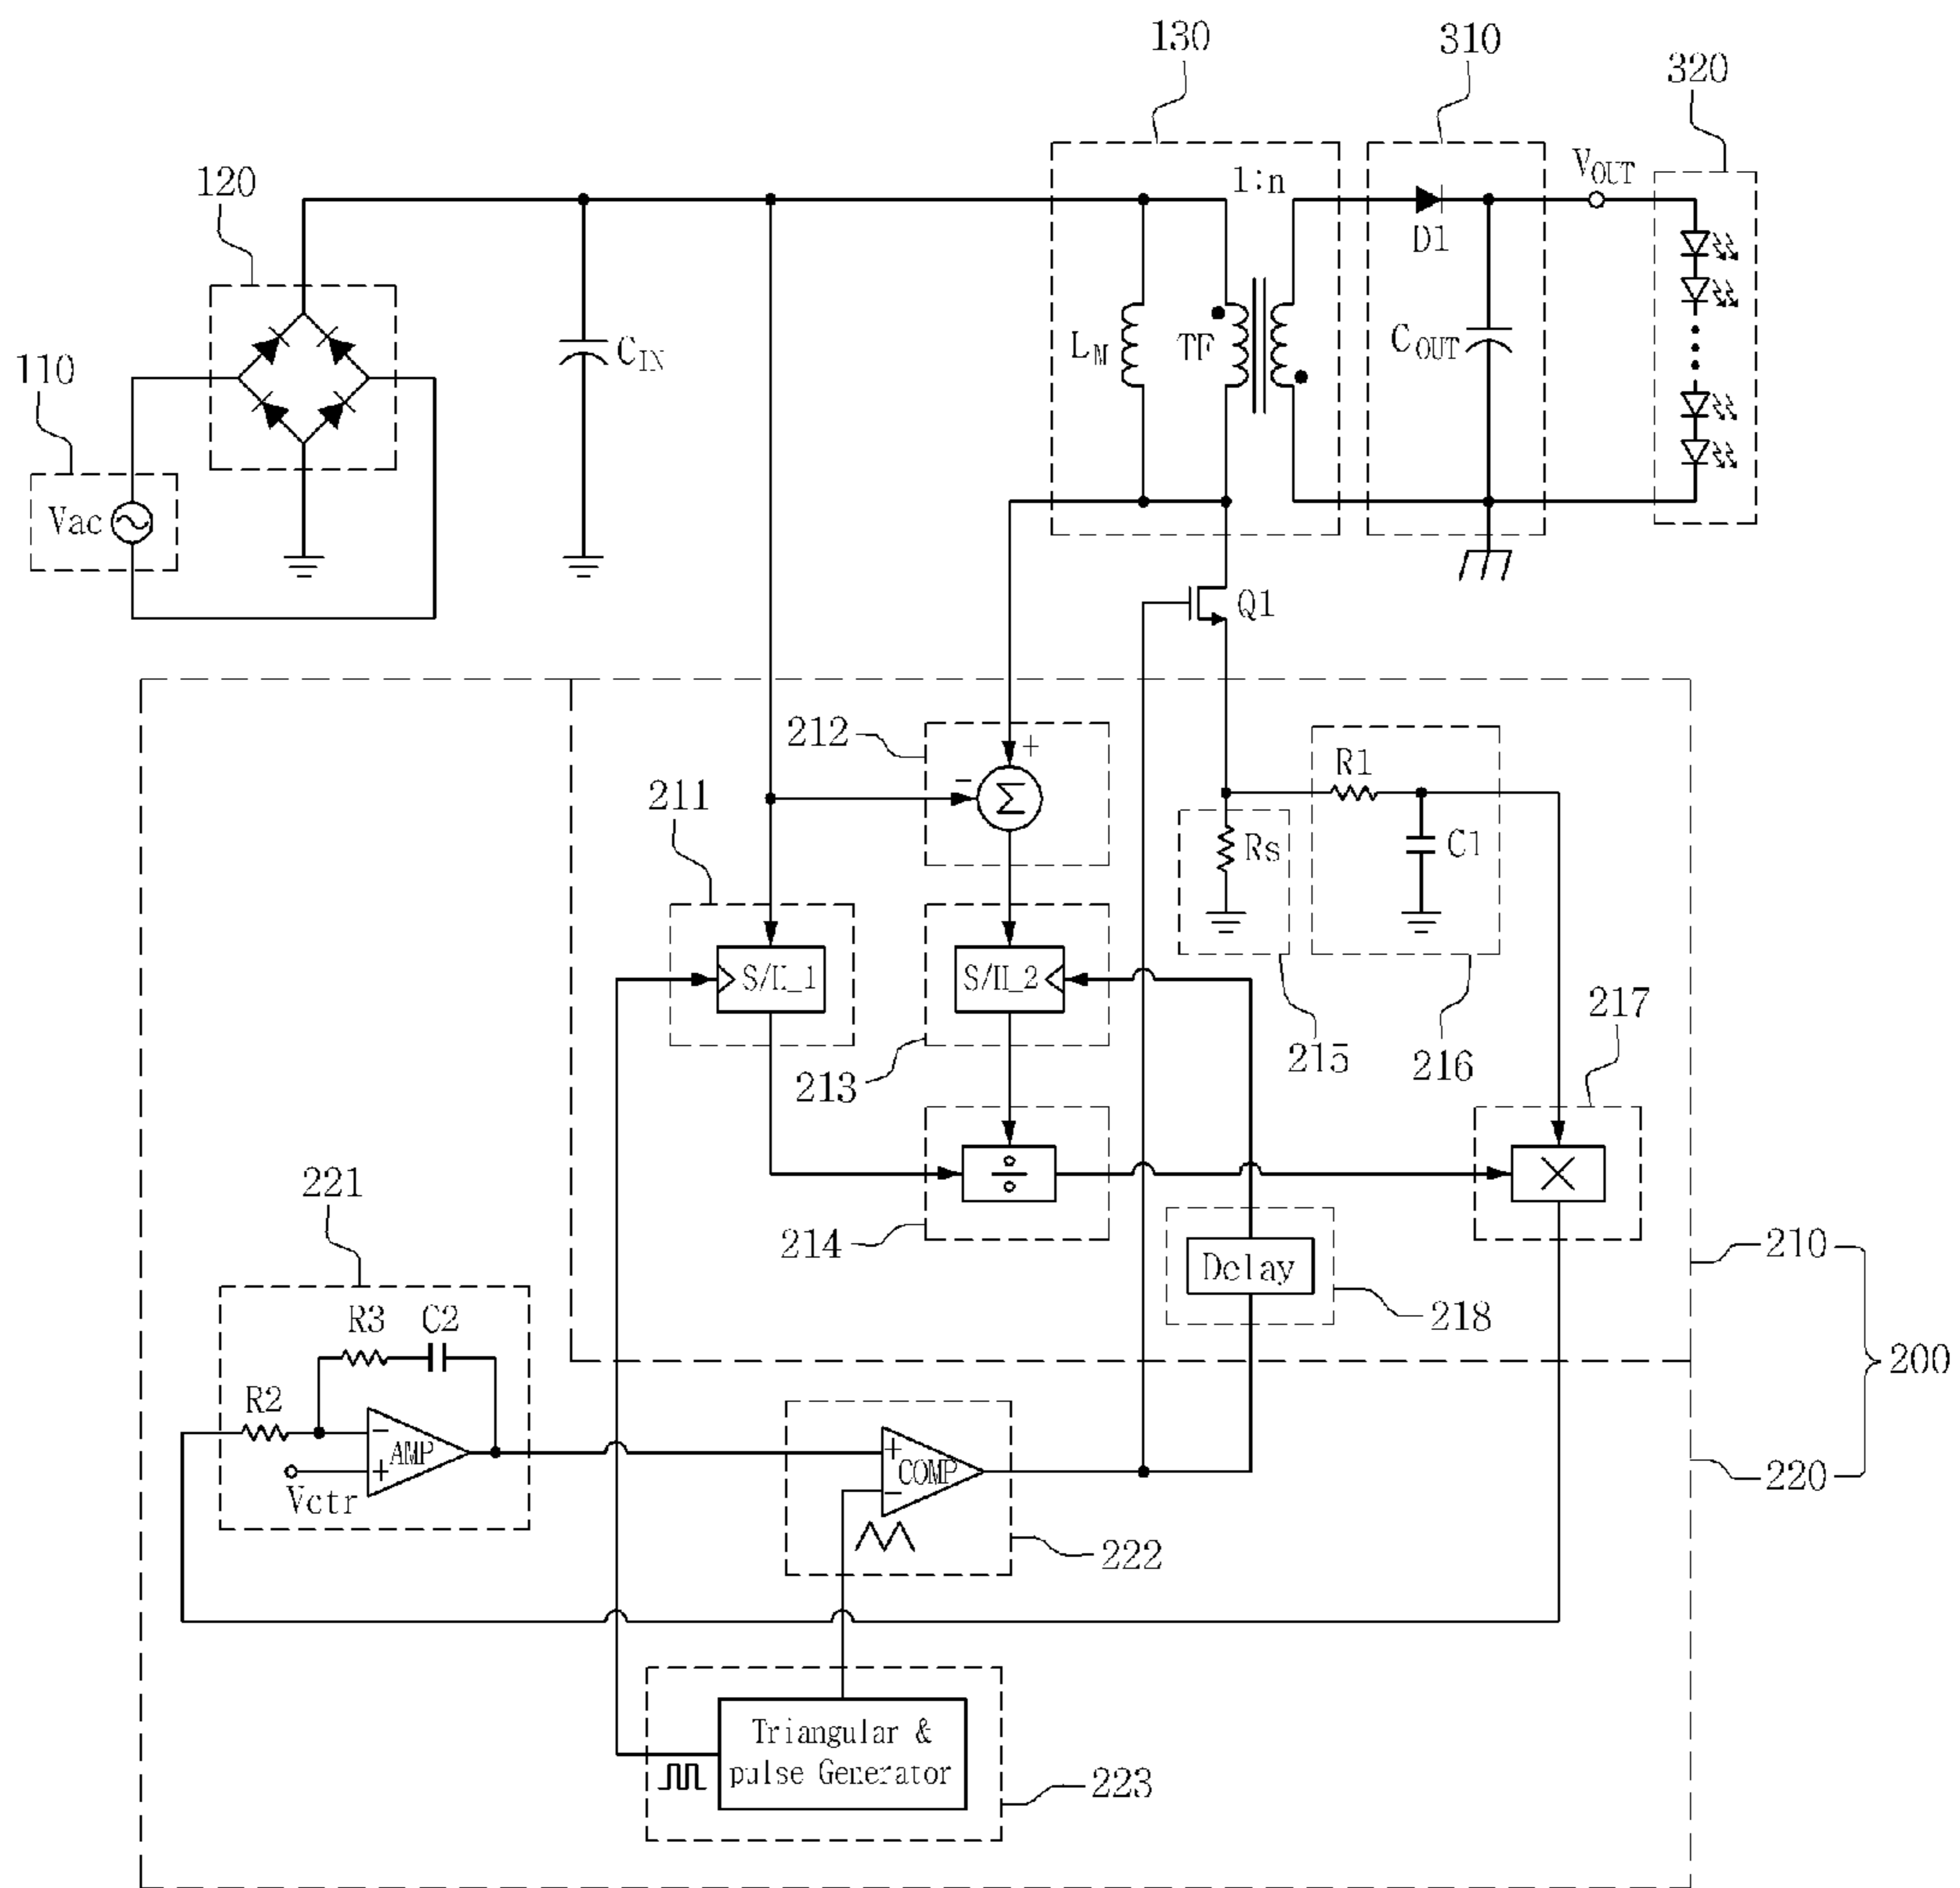 130
310
320
120
1:n
VOUT
D1
CIN
LM
TF
COUT
110
Vac
Q1
212
+
−
Σ
R1
211
Rs
C1
S/H_1
S/H_2
217
215
216
213
÷
×
221
214
210
Delay
R3
C2
218
200
R2
−
AMP
+
COMP
+
−
Vctr
220
222
Triangular &
pulse Generator
223